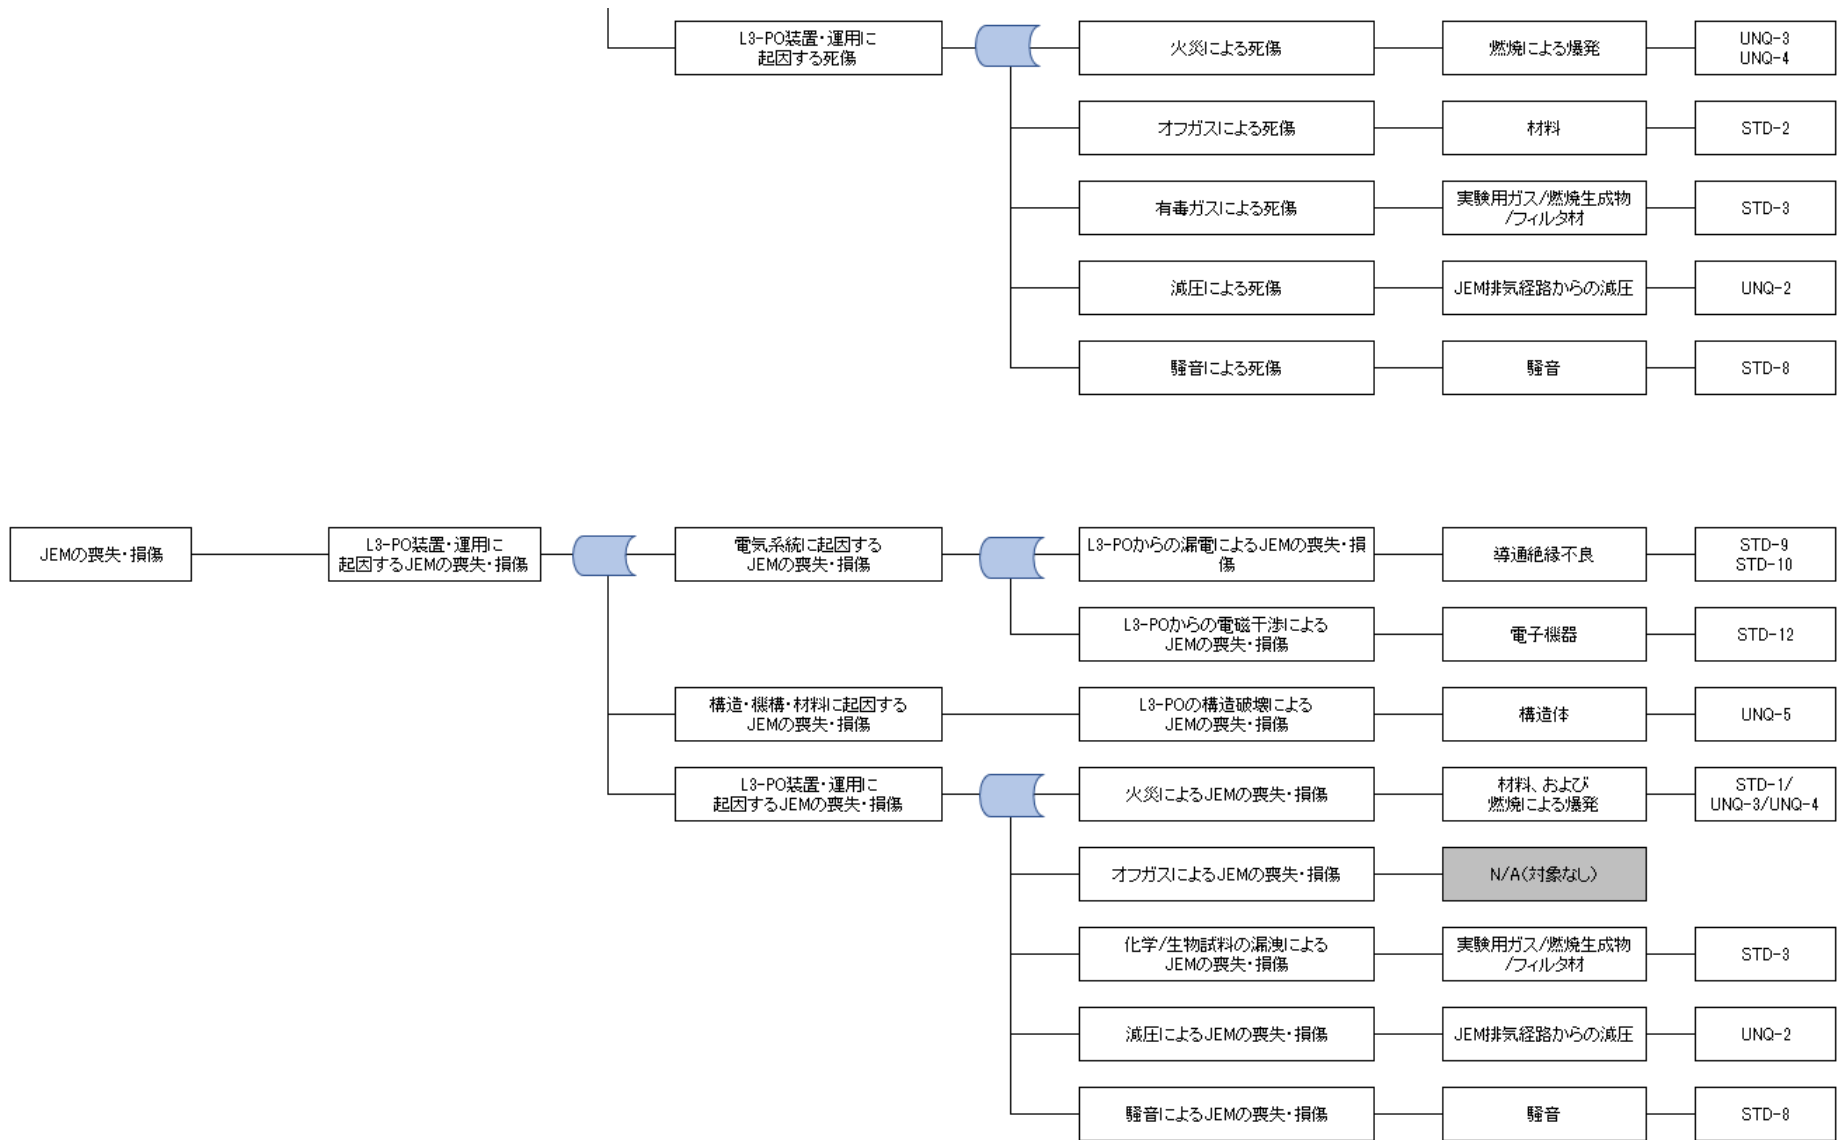 L3-PO装置・運用に
起因する死傷
火災による死傷
燃焼による爆発
UNQ-3
UNQ-4
オフガスによる死傷
材料
STD-2
有毒ガスによる死傷
実験用ガス/燃焼生成物
/フィルタ材
STD-3
減圧による死傷
JEM排気経路からの減圧
UNQ-2
騒音による死傷
騒音
STD-8
JEMの喪失・損傷
L3-PO装置・運用に
起因するJEMの喪失・損傷
電気系統に起因する
JEMの喪失・損傷
L3-POからの漏電によるJEMの喪失・損
傷
導通絶縁不良
STD-9
STD-10
L3-POからの電磁干渉による
JEMの喪失・損傷
電子機器
STD-12
構造・機構・材料に起因する
JEMの喪失・損傷
L3-POの構造破壊による
JEMの喪失・損傷
構造体
UNQ-5
L3-PO装置・運用に
起因するJEMの喪失・損傷
火災によるJEMの喪失・損傷
材料、および
燃焼による爆発
STD-1/
UNQ-3/UNQ-4
オフガスによるJEMの喪失・損傷
N/A(対象なし)
化学/生物試料の漏洩による
JEMの喪失・損傷
実験用ガス/燃焼生成物
/フィルタ材
STD-3
減圧によるJEMの喪失・損傷
JEM排気経路からの減圧
UNQ-2
騒音によるJEMの喪失・損傷
騒音
STD-8